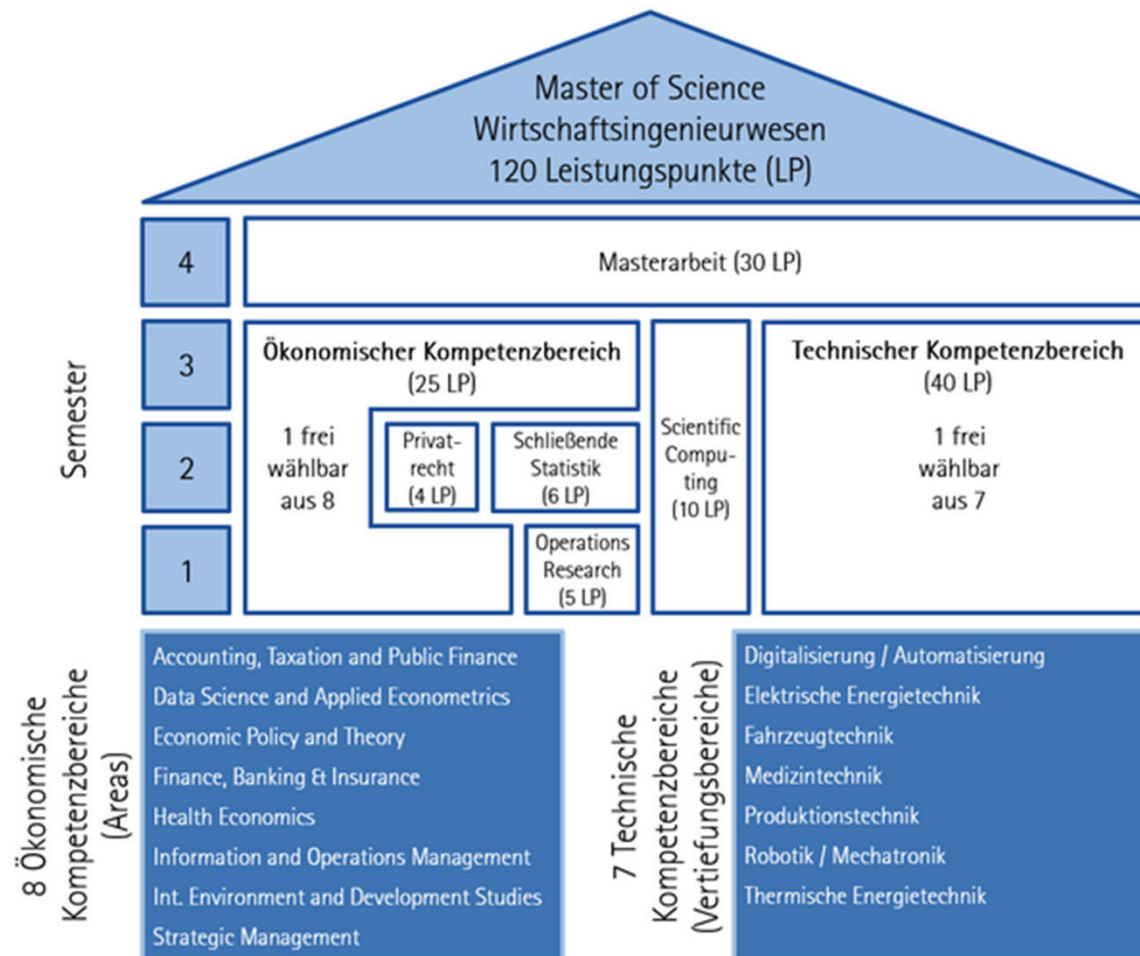 Master of Science
Wirtschaftsingenieurwesen
120 Leistungspunkte (LP)
4
Masterarbeit (30 LP)
Semester
3
2
1
Ökonomischer Kompetenzbereich
(25 LP)
1 frei
wählbar
aus 8
Privat-
recht
(4 LP)
Schließende
Statistik
(6 LP)
Operations
Research
(5 LP)
Scientific
Compu-
ting
(10 LP)
Technischer Kompetenzbereich
(40 LP)
1 frei
wählbar
aus 7
8 Ökonomische
Kompetenzbereiche
(Areas)
Accounting, Taxation and Public Finance
Data Science and Applied Econometrics
Economic Policy and Theory
Finance, Banking & Insurance
Health Economics
Information and Operations Management
Int. Environment and Development Studies
Strategic Management
7 Technische
Kompetenzbereiche
(Vertiefungsbereiche)
Digitalisierung / Automatisierung
Elektrische Energietechnik
Fahrzeugtechnik
Medizintechnik
Produktionstechnik
Robotik / Mechatronik
Thermische Energietechnik